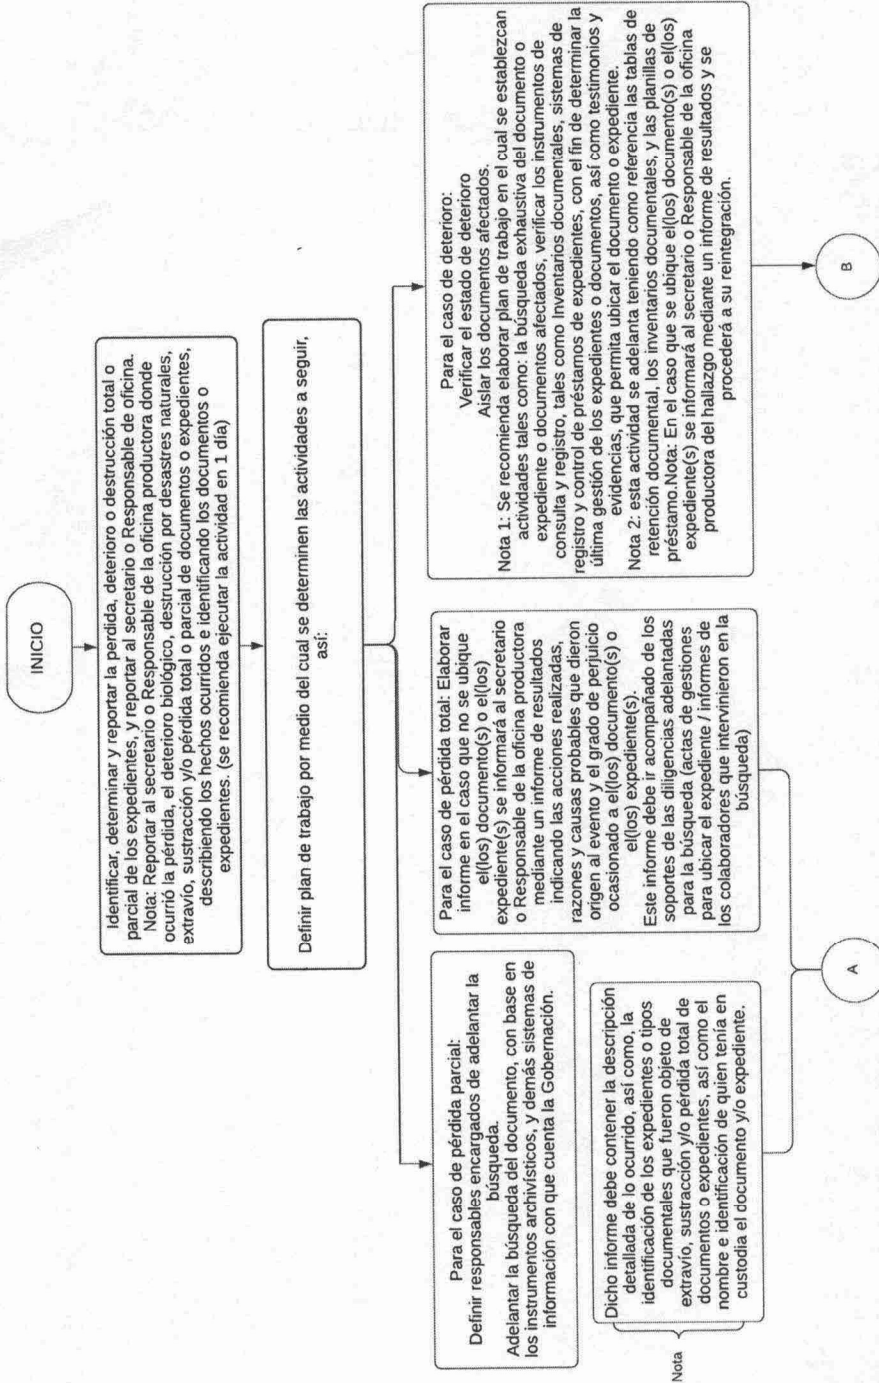 INICIO
Identificar, determinar y reportar la perdida, deterioro o destrucción total o
parcial de los expedientes, y reportar al secretario o Responsable de oficina.
Nota: Reportar al secretario o Responsable de la oficina productora donde
ocurrió la pérdida, el deterioro biológico, destrucción por desastres naturales,
extravío, sustracción y/o pérdida total o parcial de documentos o expedientes,
describiendo los hechos ocurridos e identificando los documentos o
expedientes. (se recomienda ejecutar la actividad en 1 día)
Definir plan de trabajo por medio del cual se determinen las actividades a seguir,
así:
Para el caso de pérdida parcial:
Definir responsables encargados de adelantar la
búsqueda.
Adelantar la búsqueda del documento, con base en
los instrumentos archivísticos, y demás sistemas de
información con que cuenta la Gobernación.
Nota
Dicho informe debe contener la descripción
detallada de lo ocurrido, así como, la
identificación de los expedientes o tipos
documentales que fueron objeto de
extravío, sustracción y/o pérdida total de
documentos o expedientes, así como el
nombre e identificación de quien tenía en
custodia el documento y/o expediente.
Para el caso de pérdida total: Elaborar
informe en el caso que no se ubique
el(los) documento(s) o el(los)
expediente(s) se informará al secretario
o Responsable de la oficina productora
mediante un informe de resultados
indicando las acciones realizadas,
razones y causas probables que dieron
origen al evento y el grado de perjuicio
ocasionado a el(los) documento(s) o
el(los) expediente(s).
Este informe debe ir acompañado de los
soportes de las diligencias adelantadas
para la búsqueda (actas de gestiones
para ubicar el expediente / informes de
los colaboradores que intervinieron en la
búsqueda)
A
Para el caso de deterioro:
Verificar el estado de deterioro
Aislar los documentos afectados.
Nota 1: Se recomienda elaborar plan de trabajo en el cual se establezcan
actividades tales como: la búsqueda exhaustiva del documento o
expediente o documentos afectados, verificar los instrumentos de
consulta y registro, tales como Inventarios documentales, sistemas de
registro y control de préstamos de expedientes, con el fin de determinar la
última gestión de los expedientes o documentos, así como testimonios y
evidencias, que permita ubicar el documento o expediente.
Nota 2: esta actividad se adelanta teniendo como referencia las tablas de
retención documental, los inventarios documentales, y las planillas de
préstamo.Nota: En el caso que se ubique el(los) documento(s) o el(los)
expediente(s) se informará al secretario o Responsable de la oficina
productora del hallazgo mediante un informe de resultados y se
procederá a su reintegración.
B